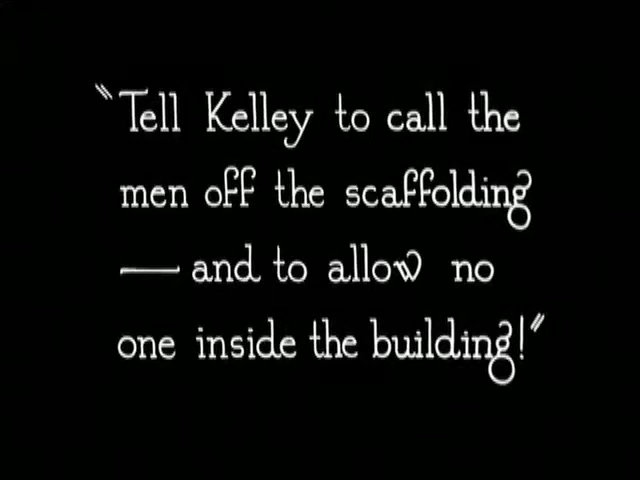 "Tell Kelley to call the
men off the scaffolding
— and to allow no
one inside the building!"